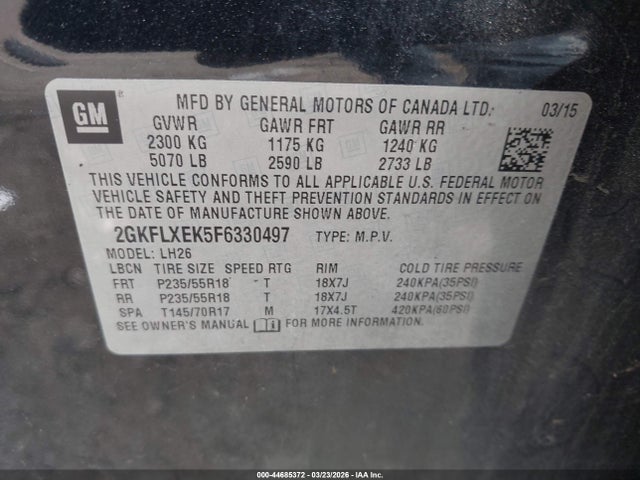 GM
MFD BY GENERAL MOTORS OF CANADA LTD. 03/15
GVWR GAWR FRT GAWR RR
2300 KG 1175 KG 1240 KG
5070 LB 2590 LB 2733 LB
THIS VEHICLE CONFORMS TO ALL APPLICABLE U.S. FEDERAL MOTOR
VEHICLE SAFETY AND THEFT PREVENTION STANDARDS IN EFFECT ON
THE DATE OF MANUFACTURE SHOWN ABOVE.
2GKFLXEK5F6330497 TYPE: M.P.V.
MODEL: LH26
LBCN TIRE SIZE SPEED RTG RIM COLD TIRE PRESSURE
FRT P235/55R18 T 18X7J 240KPA(35PSI)
RR P235/55R18 T 18X7J 240KPA(35PSI)
SPA T145/70R17 M 17X4.5T 420KPA(60PSI)
SEE OWNER'S MANUAL FOR MORE INFORMATION
000-44685372 - 03/23/2026 - IAA Inc.